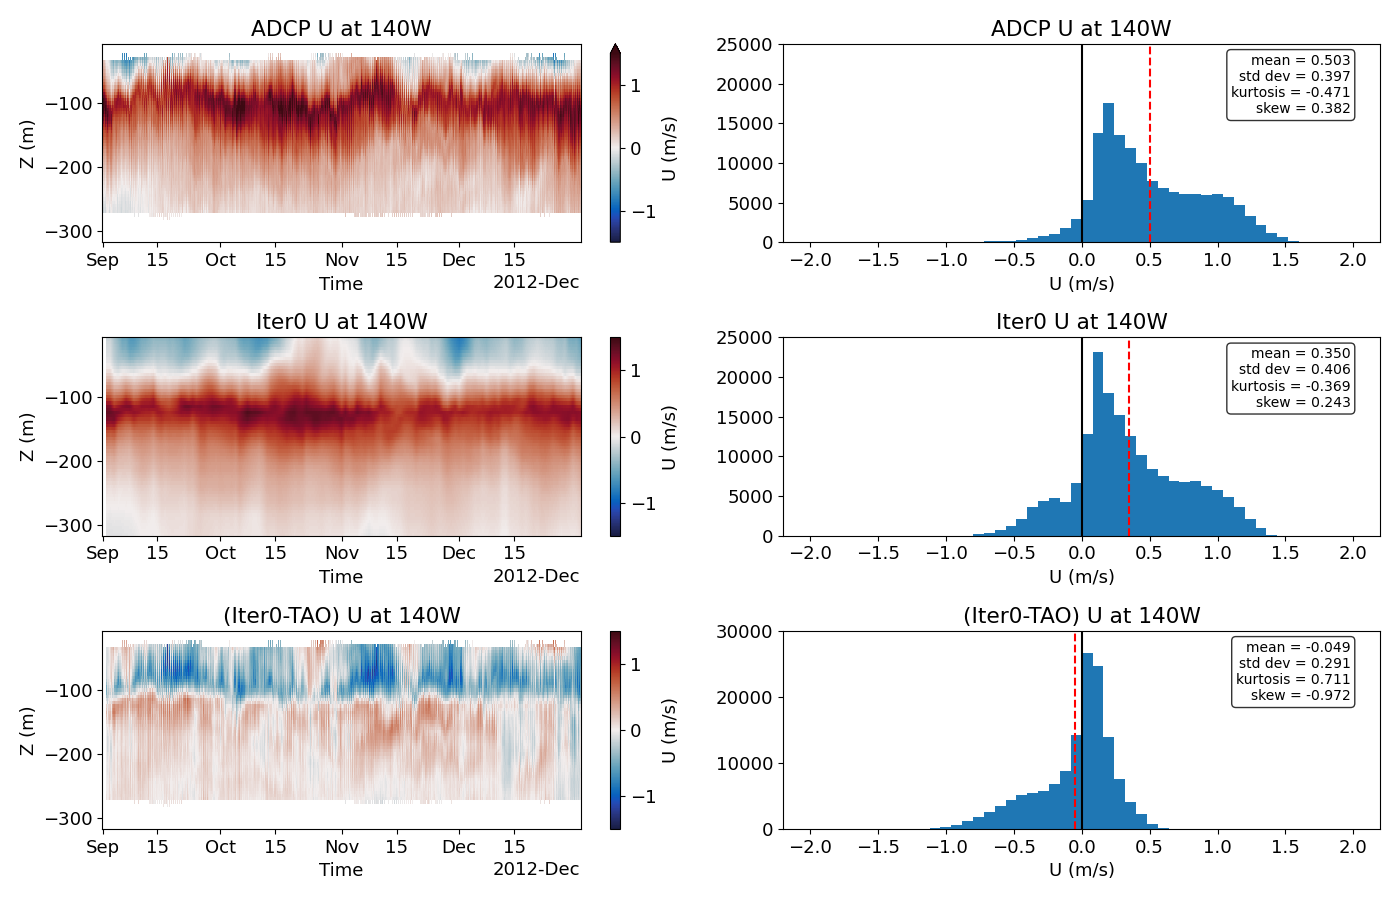 ADCP U at 140W
−100
−200
−300
Z (m)
Sep 15 Oct 15 Nov 15 Dec 15
Time
2012-Dec
1
0
−1
U (m/s)
ADCP U at 140W
25000
20000
15000
10000
5000
0
mean = 0.503
std dev = 0.397
kurtosis = -0.471
skew = 0.382
−2.0 −1.5 −1.0 −0.5 0.0 0.5 1.0 1.5 2.0
U (m/s)
Iter0 U at 140W
−100
−200
−300
Z (m)
Sep 15 Oct 15 Nov 15 Dec 15
Time
2012-Dec
1
0
−1
U (m/s)
Iter0 U at 140W
25000
20000
15000
10000
5000
0
mean = 0.350
std dev = 0.406
kurtosis = -0.369
skew = 0.243
−2.0 −1.5 −1.0 −0.5 0.0 0.5 1.0 1.5 2.0
U (m/s)
(Iter0-TAO) U at 140W
−100
−200
−300
Z (m)
Sep 15 Oct 15 Nov 15 Dec 15
Time
2012-Dec
1
0
−1
U (m/s)
(Iter0-TAO) U at 140W
30000
20000
10000
0
mean = -0.049
std dev = 0.291
kurtosis = 0.711
skew = -0.972
−2.0 −1.5 −1.0 −0.5 0.0 0.5 1.0 1.5 2.0
U (m/s)